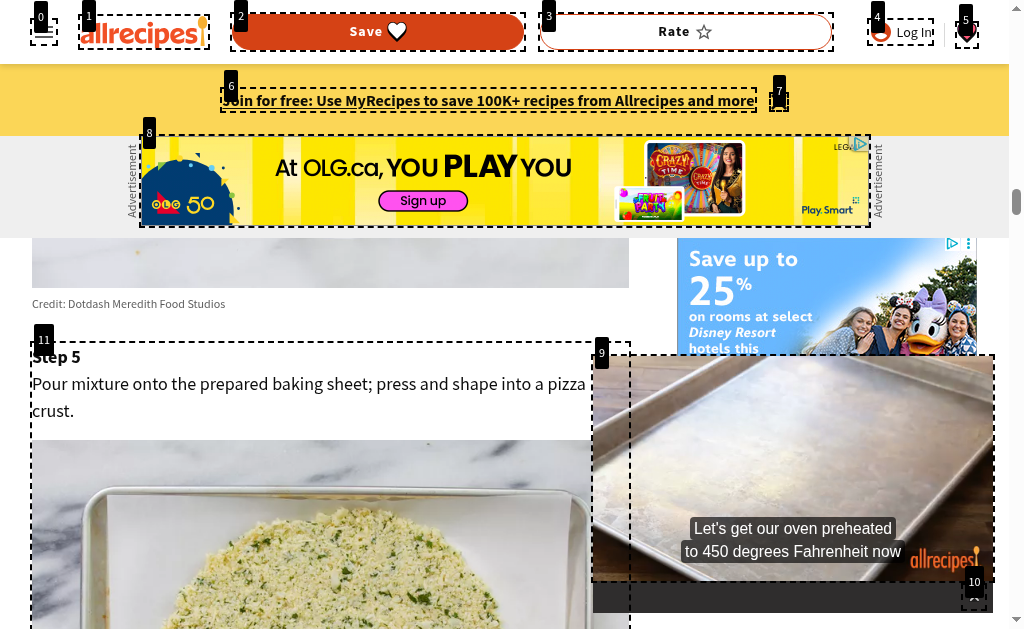 0
1
2
3
4
5
allrecipes
Save
Rate
Log In
6
7
Join for free: Use MyRecipes to save 100K+ recipes from Allrecipes and more
8
Advertisement
At OLG.ca, YOU PLAY YOU
Sign up
OLG 50
CRAZY TIME
CRAZY TIME
FRUIT PARTY
Play. Smart
Advertisement
Credit: Dotdash Meredith Food Studios
Save up to
25%
on rooms at select
Disney Resort
hotels this
11
Step 5
Pour mixture onto the prepared baking sheet; press and shape into a pizza
crust.
9
Let's get our oven preheated
to 450 degrees Fahrenheit now
allrecipes
10